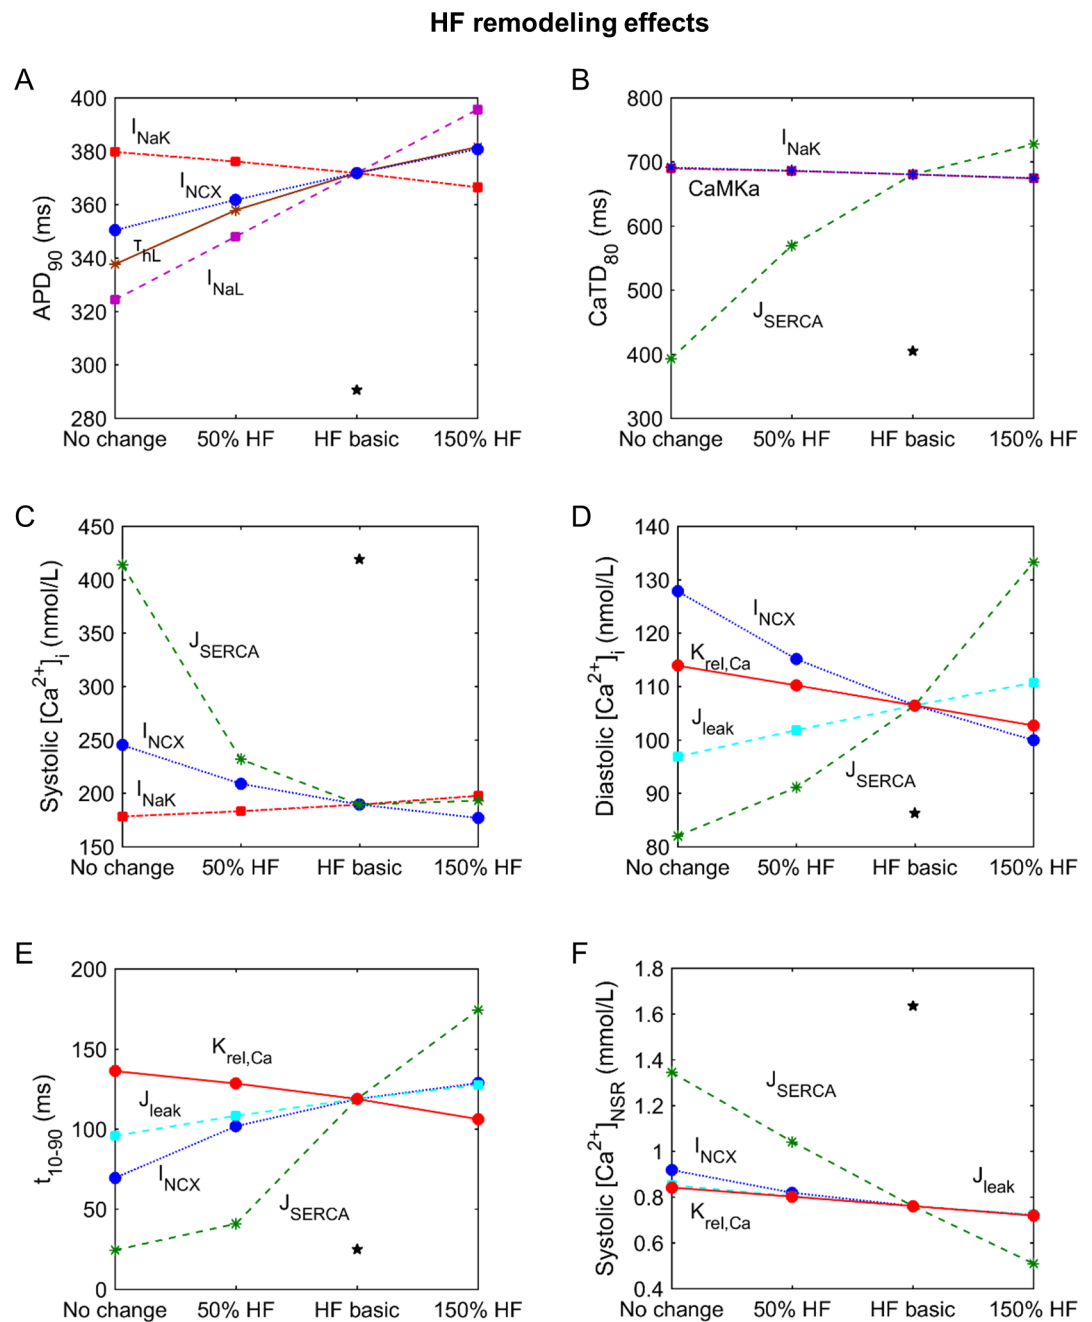 HF remodeling effects
A
APD90 (ms)
400
380
360
340
320
300
280
INaK
INCX
τhL
INaL
No change 50% HF HF basic 150% HF
B
CaTD80 (ms)
800
700
600
500
400
300
INaK
CaMKa
JSERCA
No change 50% HF HF basic 150% HF
C
Systolic [Ca2+]i (nmol/L)
450
400
350
300
250
200
150
JSERCA
INCX
INaK
No change 50% HF HF basic 150% HF
D
Diastolic [Ca2+]i (nmol/L)
140
130
120
110
100
90
80
INCX
Krel,Ca
Jleak
JSERCA
No change 50% HF HF basic 150% HF
E
t10-90 (ms)
200
150
100
50
0
Krel,Ca
Jleak
INCX
JSERCA
No change 50% HF HF basic 150% HF
F
Systolic [Ca2+]NSR (mmol/L)
1.8
1.6
1.4
1.2
1
0.8
0.6
0.4
JSERCA
INCX
Jleak
Krel,Ca
No change 50% HF HF basic 150% HF